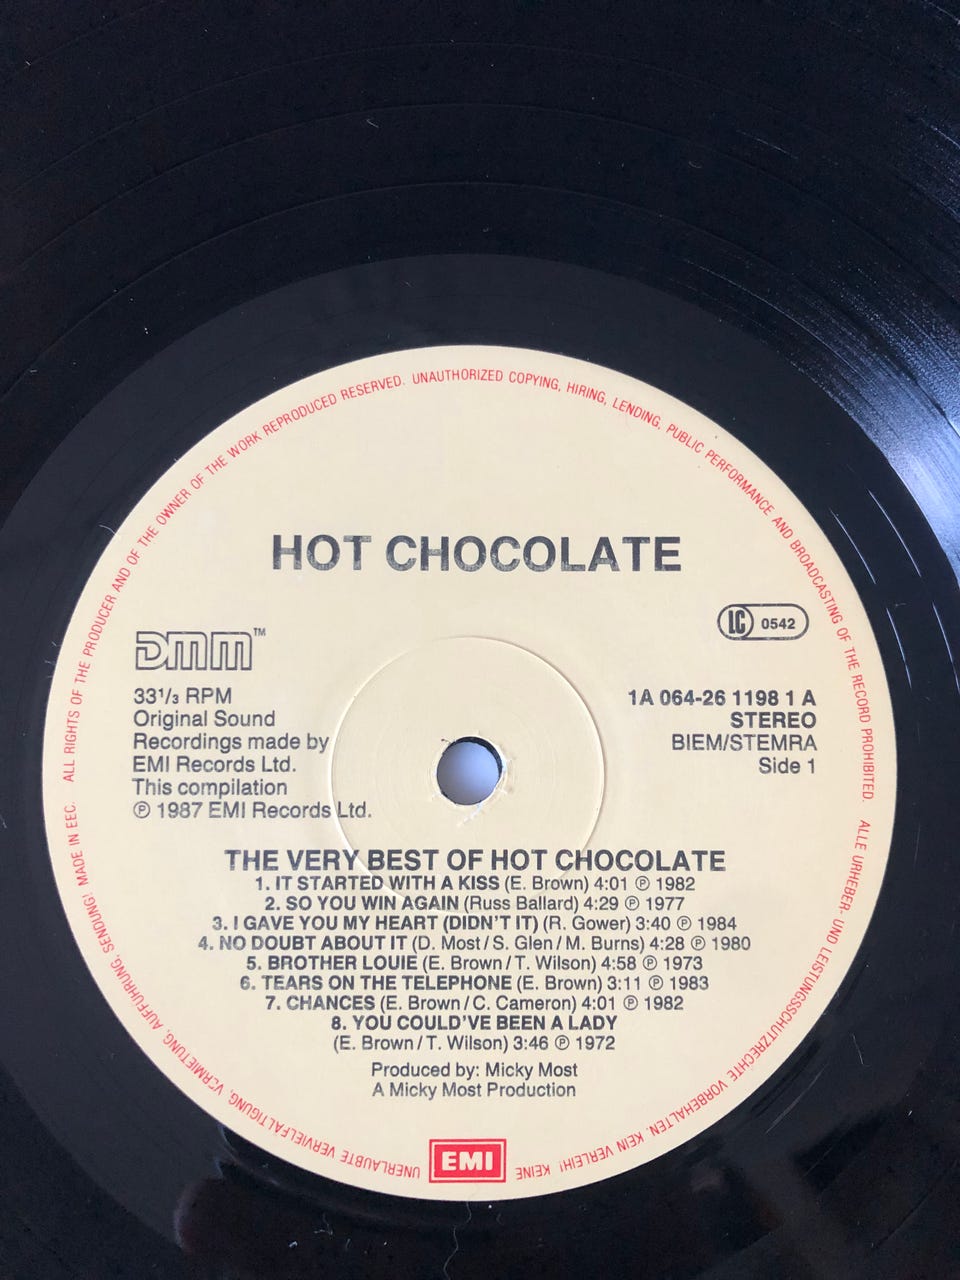 ALL RIGHTS OF THE PRODUCER AND OF THE OWNER OF THE WORK REPRODUCED RESERVED. UNAUTHORIZED COPYING, HIRING, LENDING, PUBLIC PERFORMANCE AND BROADCASTING OF THE RECORD PROHIBITED.
ALLE URHEBER- UND LEISTUNGSSCHUTZRECHTE VORBEHALTEN. KEIN VERLEIH! KEINE
UNERLAUBTE VERVIELFÄLTIGUNG, VERMIETUNG, AUFFÜHRUNG, SENDUNG! MADE IN EEC.
HOT CHOCOLATE
DMM™
LC 0542
33¹/₃ RPM
Original Sound
Recordings made by
EMI Records Ltd.
This compilation
℗ 1987 EMI Records Ltd.
1A 064-26 1198 1 A
STEREO
BIEM/STEMRA
Side 1
THE VERY BEST OF HOT CHOCOLATE
1. IT STARTED WITH A KISS (E. Brown) 4:01 ℗ 1982
2. SO YOU WIN AGAIN (Russ Ballard) 4:29 ℗ 1977
3. I GAVE YOU MY HEART (DIDN'T IT) (R. Gower) 3:40 ℗ 1984
4. NO DOUBT ABOUT IT (D. Most/S. Glen/M. Burns) 4:28 ℗ 1980
5. BROTHER LOUIE (E. Brown/T. Wilson) 4:58 ℗ 1973
6. TEARS ON THE TELEPHONE (E. Brown) 3:11 ℗ 1983
7. CHANCES (E. Brown/C. Cameron) 4:01 ℗ 1982
8. YOU COULD'VE BEEN A LADY
(E. Brown/T. Wilson) 3:46 ℗ 1972
Produced by: Micky Most
A Micky Most Production
EMI